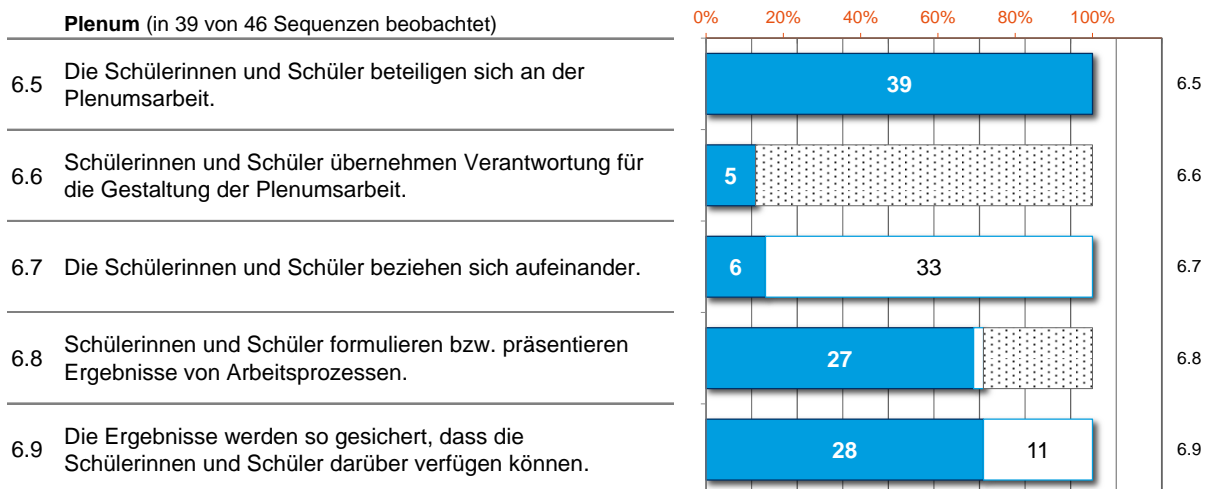 Plenum (in 39 von 46 Sequenzen beobachtet)
0% 20% 40% 60% 80% 100%
6.5 Die Schülerinnen und Schüler beteiligen sich an der
Plenumsarbeit.
39
6.5
6.6 Schülerinnen und Schüler übernehmen Verantwortung für
die Gestaltung der Plenumsarbeit.
5
6.6
6.7 Die Schülerinnen und Schüler beziehen sich aufeinander.
6 33
6.7
6.8 Schülerinnen und Schüler formulieren bzw. präsentieren
Ergebnisse von Arbeitsprozessen.
27
6.8
6.9 Die Ergebnisse werden so gesichert, dass die
Schülerinnen und Schüler darüber verfügen können.
28 11
6.9